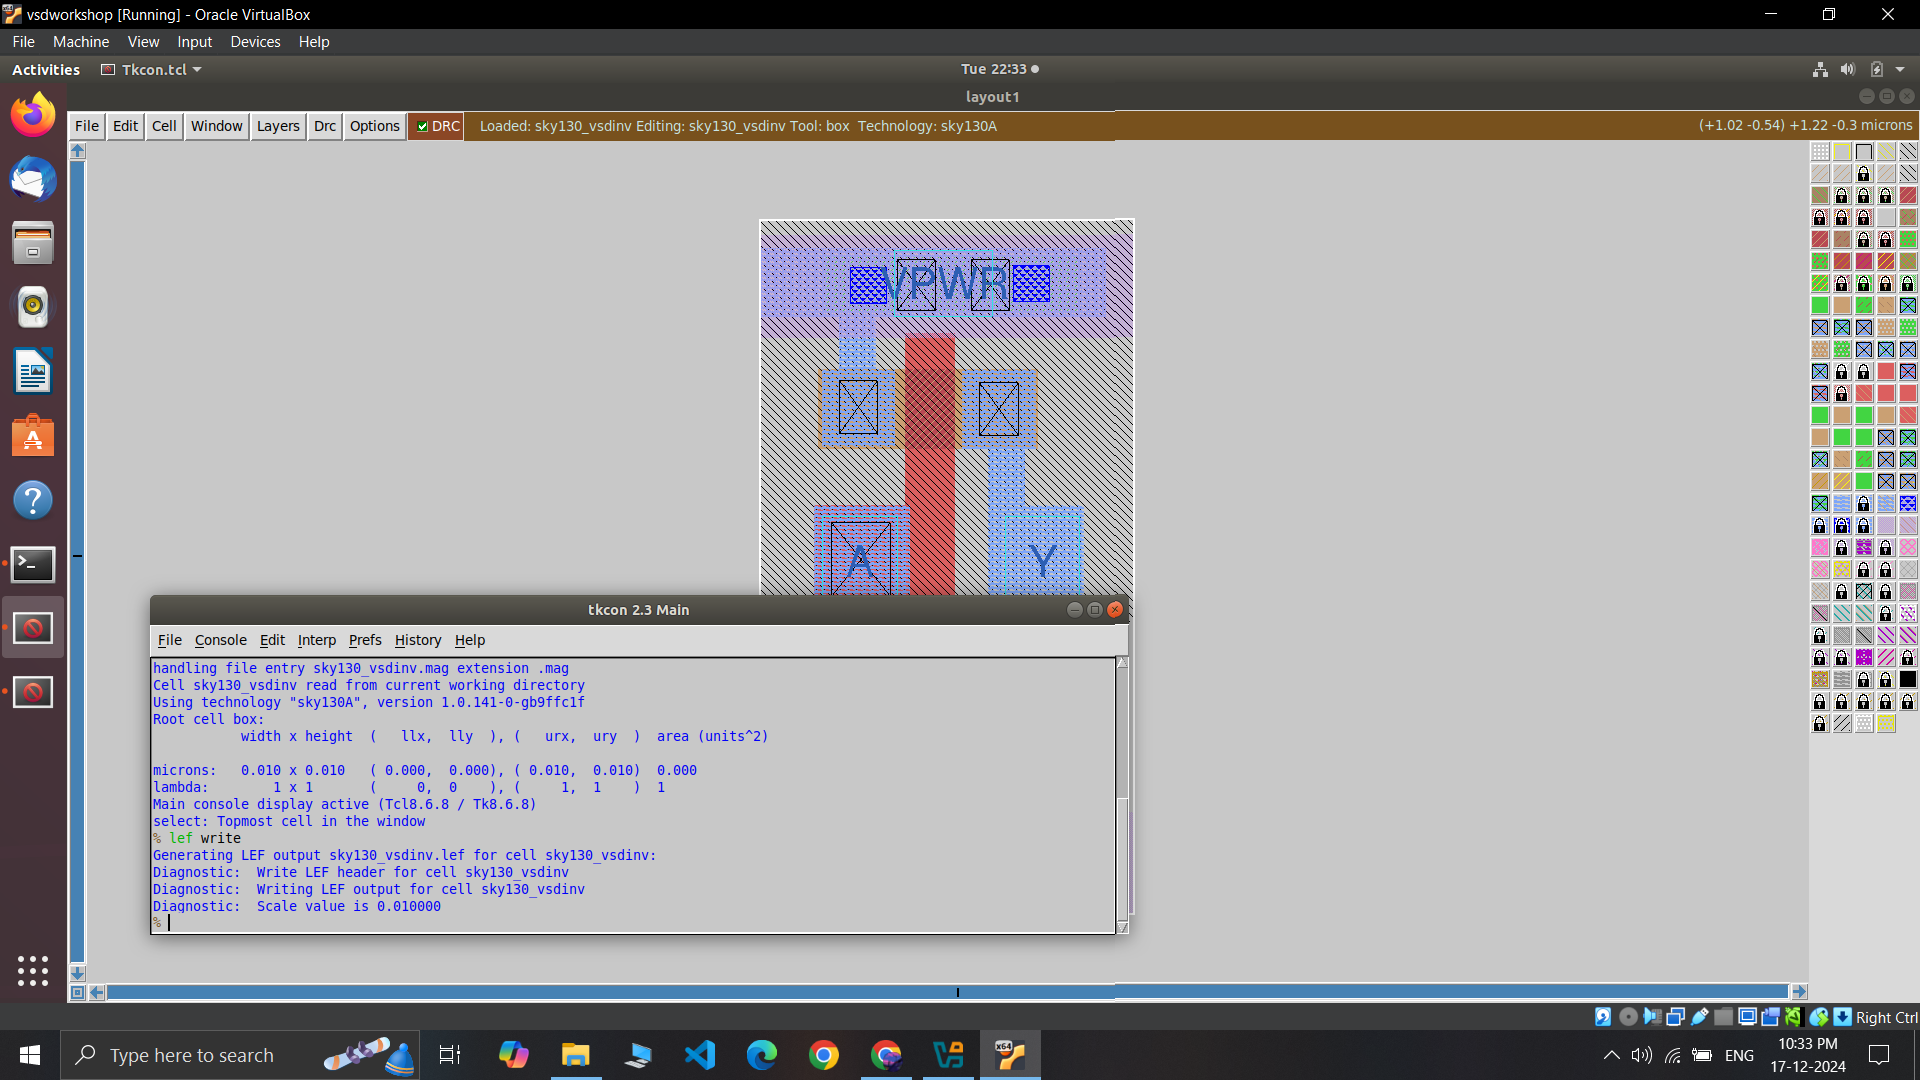 vsdworkshop [Running] - Oracle VirtualBox
File Machine View Input Devices Help
Activities Tkcon.tcl Tue 22:33
layout1
File Edit Cell Window Layers Drc Options DRC Loaded: sky130_vsdinv Editing: sky130_vsdinv Tool: box Technology: sky130A (+1.02 -0.54) +1.22 -0.3 microns
VPWR
A Y
tkcon 2.3 Main
File Console Edit Interp Prefs History Help
handling file entry sky130_vsdinv.mag extension .mag
Cell sky130_vsdinv read from current working directory
Using technology "sky130A", version 1.0.141-0-gb9ffc1f
Root cell box:
width x height ( llx, lly ), ( urx, ury ) area (units^2)
microns: 0.010 x 0.010 ( 0.000, 0.000), ( 0.010, 0.010) 0.000
lambda: 1 x 1 ( 0, 0 ), ( 1, 1 ) 1
Main console display active (Tcl8.6.8 / Tk8.6.8)
select: Topmost cell in the window
% lef write
Generating LEF output sky130_vsdinv.lef for cell sky130_vsdinv:
Diagnostic: Write LEF header for cell sky130_vsdinv
Diagnostic: Writing LEF output for cell sky130_vsdinv
Diagnostic: Scale value is 0.010000
%
Right Ctrl
Type here to search
x64
ENG
10:33 PM
17-12-2024